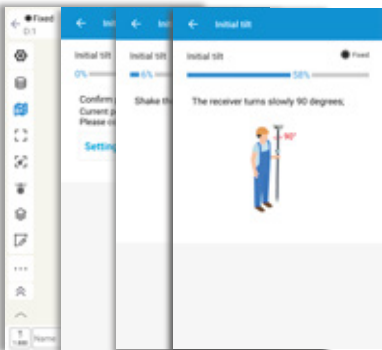 Fixed
D:1
Name
Initial tilt
0%
Confirm
Current
Please
Setting
Initial tilt
6%
Shake
Initial tilt
Initial tilt
Fixed
58%
The receiver turns slowly 90 degrees;
90°